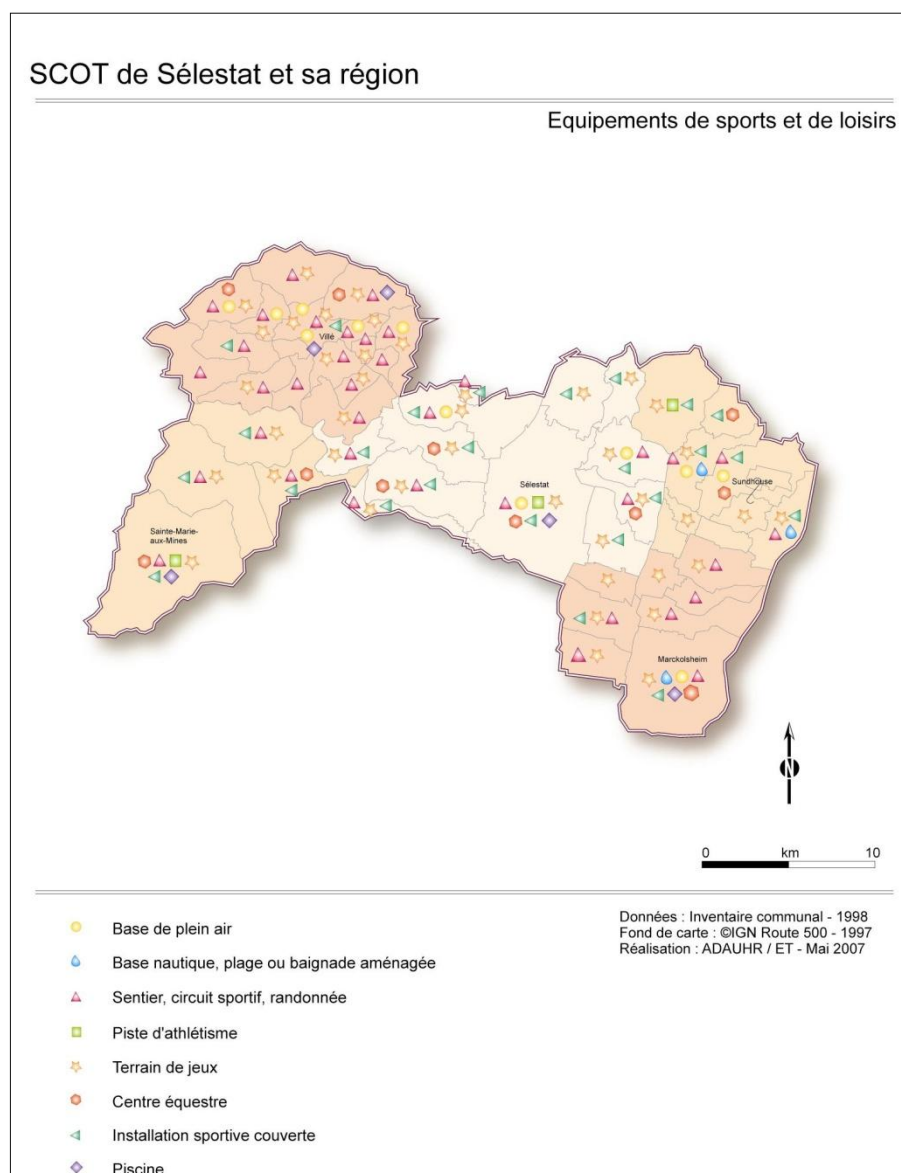 SCOT de Sélestat et sa région
Equipements de sports et de loisirs
Villé
Sélestat
Sundhouse
Sainte-Marie-
aux-Mines
Marckolsheim
N
0 km 10
Base de plein air
Base nautique, plage ou baignade aménagée
Sentier, circuit sportif, randonnée
Piste d'athlétisme
Terrain de jeux
Centre équestre
Installation sportive couverte
Piscine
Données : Inventaire communal - 1998
Fond de carte : ©IGN Route 500 - 1997
Réalisation : ADAUHR / ET - Mai 2007